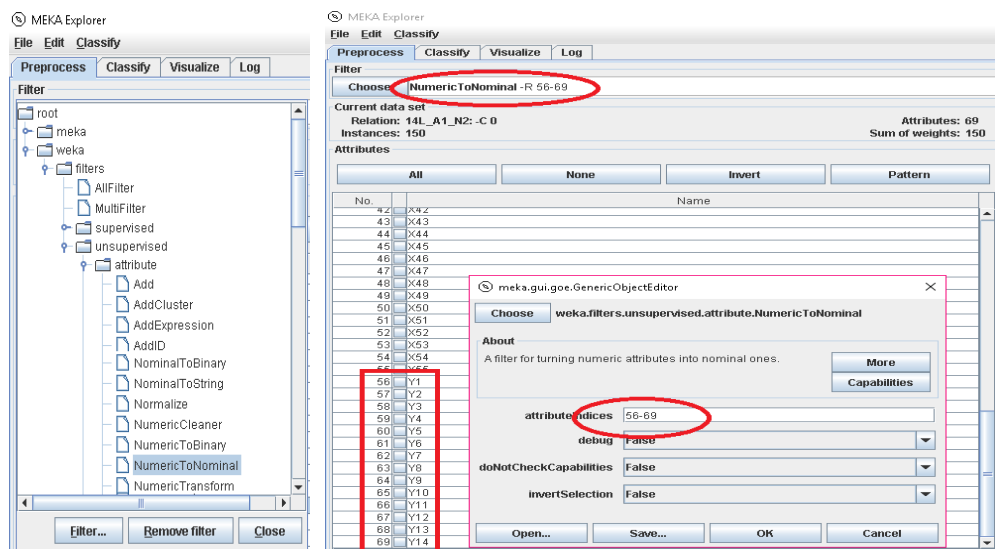 MEKA Explorer
File Edit Classify
Preprocess Classify Visualize Log
Filter
root
meka
weka
filters
AllFilter
MultiFilter
supervised
unsupervised
attribute
Add
AddCluster
AddExpression
AddID
NominalToBinary
NominalToString
Normalize
NumericCleaner
NumericToBinary
NumericToNominal
NumericTransform
Filter... Remove filter Close
MEKA Explorer
File Edit Classify
Preprocess Classify Visualize Log
Filter
Choose NumericToNominal -R 56-69
Current data set
Relation: 14L_A1_N2: -C 0 Attributes: 69
Instances: 150 Sum of weights: 150
Attributes
All None Invert Pattern
No. Name
42 X42
43 X43
44 X44
45 X45
46 X46
47 X47
48 X48
49 X49
50 X50
51 X51
52 X52
53 X53
54 X54
55 X55
56 Y1
57 Y2
58 Y3
59 Y4
60 Y5
61 Y6
62 Y7
63 Y8
64 Y9
65 Y10
66 Y11
67 Y12
68 Y13
69 Y14
meka.gui.goe.GenericObjectEditor
Choose weka.filters.unsupervised.attribute.NumericToNominal
About
A filter for turning numeric attributes into nominal ones.
More
Capabilities
attributeIndices 56-69
debug False
doNotCheckCapabilities False
invertSelection False
Open... Save... OK Cancel